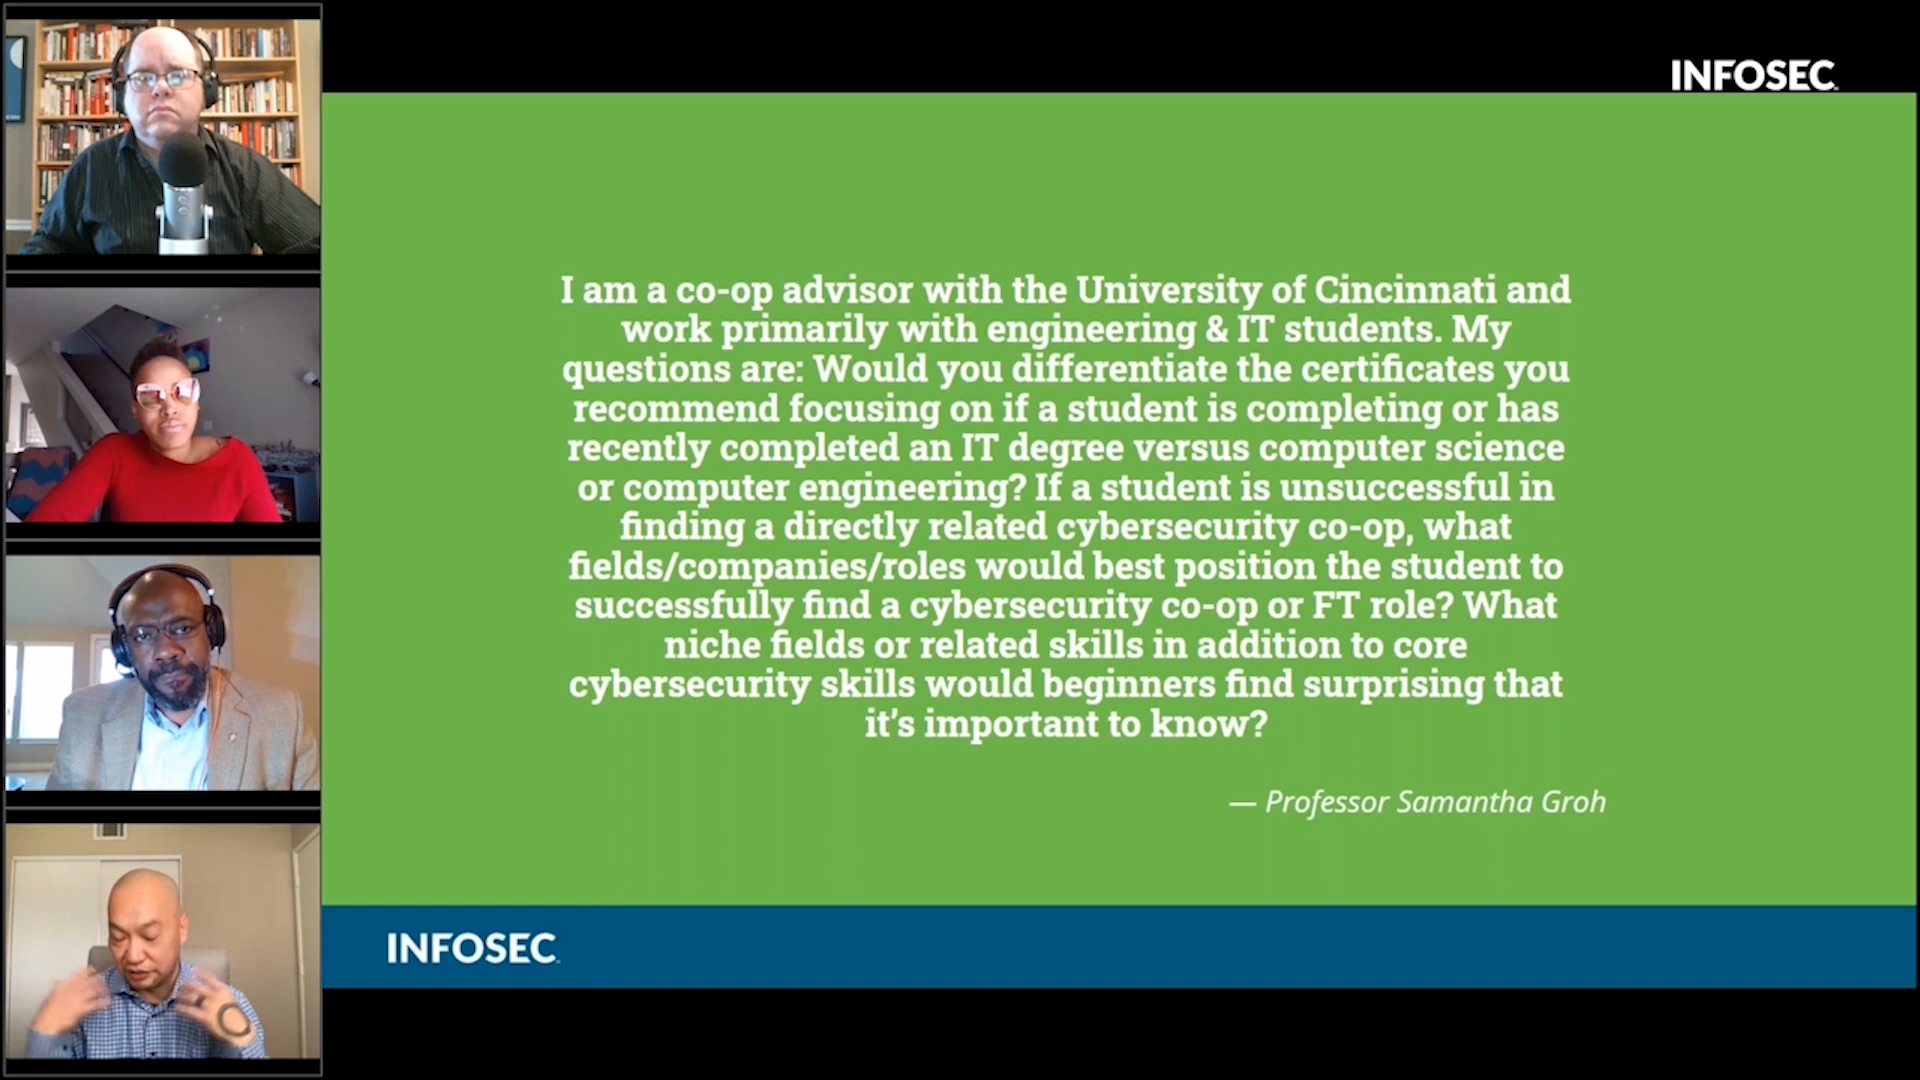 INFOSEC
I am a co-op advisor with the University of Cincinnati and
work primarily with engineering & IT students. My
questions are: Would you differentiate the certificates you
recommend focusing on if a student is completing or has
recently completed an IT degree versus computer science
or computer engineering? If a student is unsuccessful in
finding a directly related cybersecurity co-op, what
fields/companies/roles would best position the student to
successfully find a cybersecurity co-op or FT role? What
niche fields or related skills in addition to core
cybersecurity skills would beginners find surprising that
it’s important to know?
— Professor Samantha Groh
INFOSEC